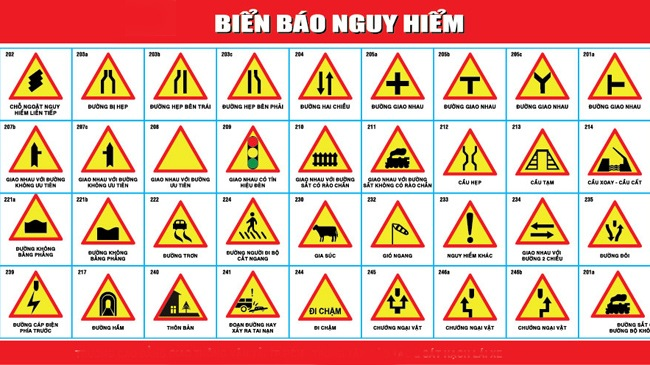 BIỂN BÁO NGUY HIỂM
202
CHỖ NGOẶT NGUY
HIỂM LIÊN TIẾP
203a
ĐƯỜNG BỊ HẸP
203b
ĐƯỜNG HẸP BÊN TRÁI
203c
ĐƯỜNG HẸP BÊN PHẢI
204
ĐƯỜNG HAI CHIỀU
205a
ĐƯỜNG GIAO NHAU
205b
ĐƯỜNG GIAO NHAU
205c
ĐƯỜNG GIAO NHAU
201a
ĐƯỜNG GIAO NHAU
207b
GIAO NHAU VỚI ĐƯỜNG
KHÔNG ƯU TIÊN
207c
GIAO NHAU VỚI ĐƯỜNG
KHÔNG ƯU TIÊN
208
GIAO NHAU VỚI ĐƯỜNG
ƯU TIÊN
209
GIAO NHAU CÓ TÍN
HIỆU ĐÈN
210
GIAO NHAU VỚI ĐƯỜNG
SẮT CÓ RÀO CHẮN
211
GIAO NHAU VỚI ĐƯỜNG
SẮT KHÔNG CÓ RÀO CHẮN
212
CẦU HẸP
213
CẦU TẠM
214
CẦU XOAY - CẦU CẤT
221a
ĐƯỜNG KHÔNG
BẰNG PHẲNG
221b
ĐƯỜNG KHÔNG
BẰNG PHẲNG
222
ĐƯỜNG TRƠN
224
ĐƯỜNG NGƯỜI ĐI BỘ
CẮT NGANG
230
GIA SÚC
232
GIÓ NGANG
233
NGUY HIỂM KHÁC
234
GIAO NHAU VỚI
ĐƯỜNG 2 CHIỀU
235
ĐƯỜNG ĐÔI
239
ĐƯỜNG CÁP ĐIỆN
PHÍA TRƯỚC
217
ĐƯỜNG HẦM
240
THÔN BẢN
241
ĐOẠN ĐƯỜNG HAY
XẢY RA TAI NẠN
244
ĐI CHẬM
ĐI CHẬM
245
CHƯỚNG NGẠI VẬT
246a
CHƯỚNG NGẠI VẬT
246b
CHƯỚNG NGẠI VẬT
201a
ĐƯỜNG SẮT
ĐƯỜNG BỘ KHÔNG
SÁT HẠCH LÁI XE